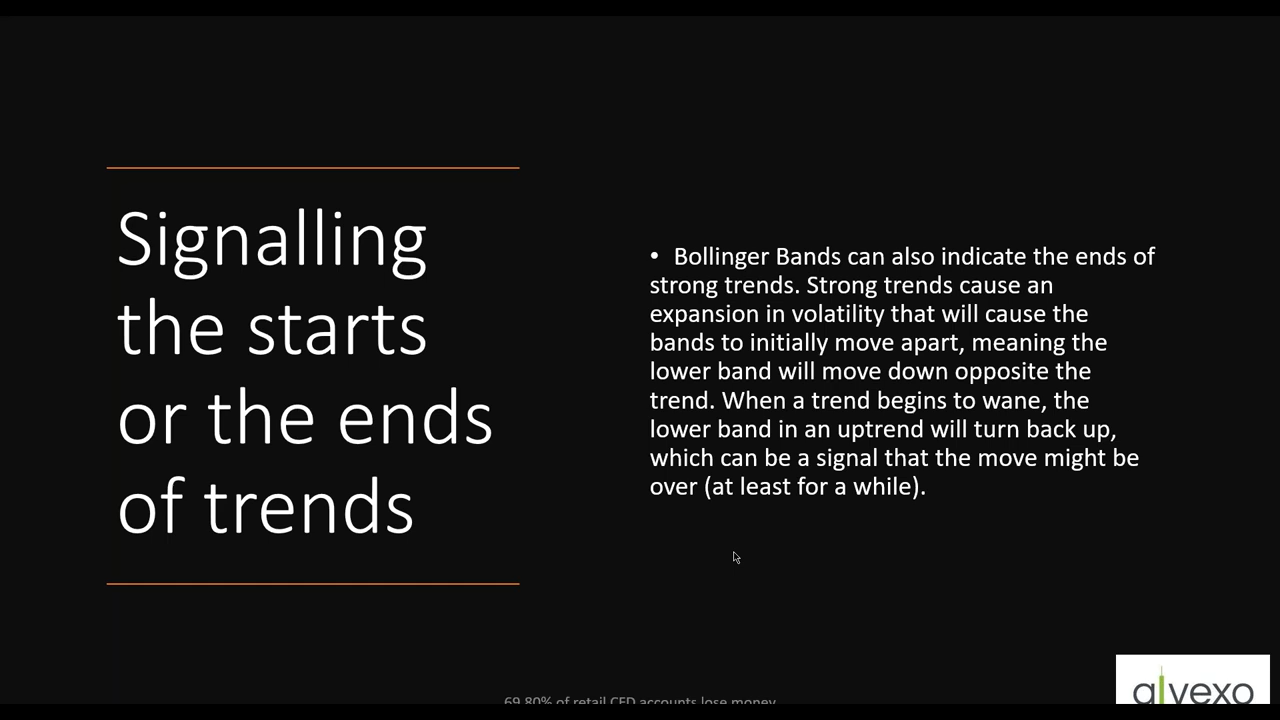 Signalling
the starts
or the ends
of trends
• Bollinger Bands can also indicate the ends of
strong trends. Strong trends cause an
expansion in volatility that will cause the
bands to initially move apart, meaning the
lower band will move down opposite the
trend. When a trend begins to wane, the
lower band in an uptrend will turn back up,
which can be a signal that the move might be
over (at least for a while).
69.80% of retail CFD accounts lose money
alvexo